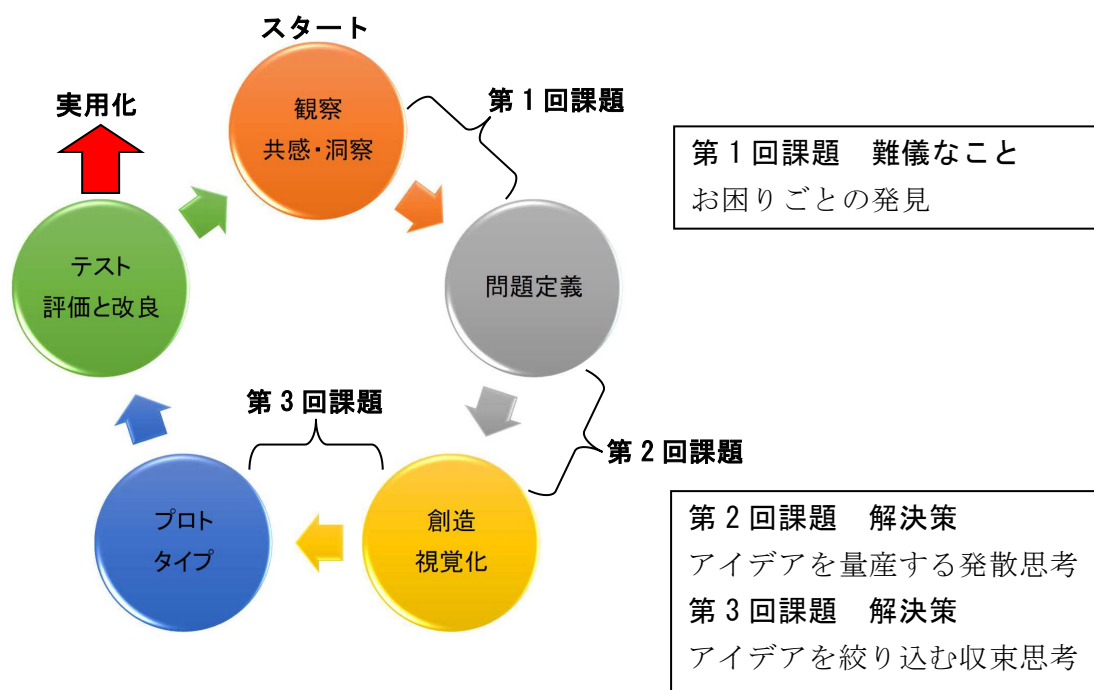 スタート
観察
共感・洞察
第1回課題
実用化
第1回課題　難儀なこと
お困りごとの発見
テスト
評価と改良
問題定義
第3回課題
第2回課題
プロト
タイプ
創造
視覚化
第2回課題　解決策
アイデアを量産する発散思考
第3回課題　解決策
アイデアを絞り込む収束思考